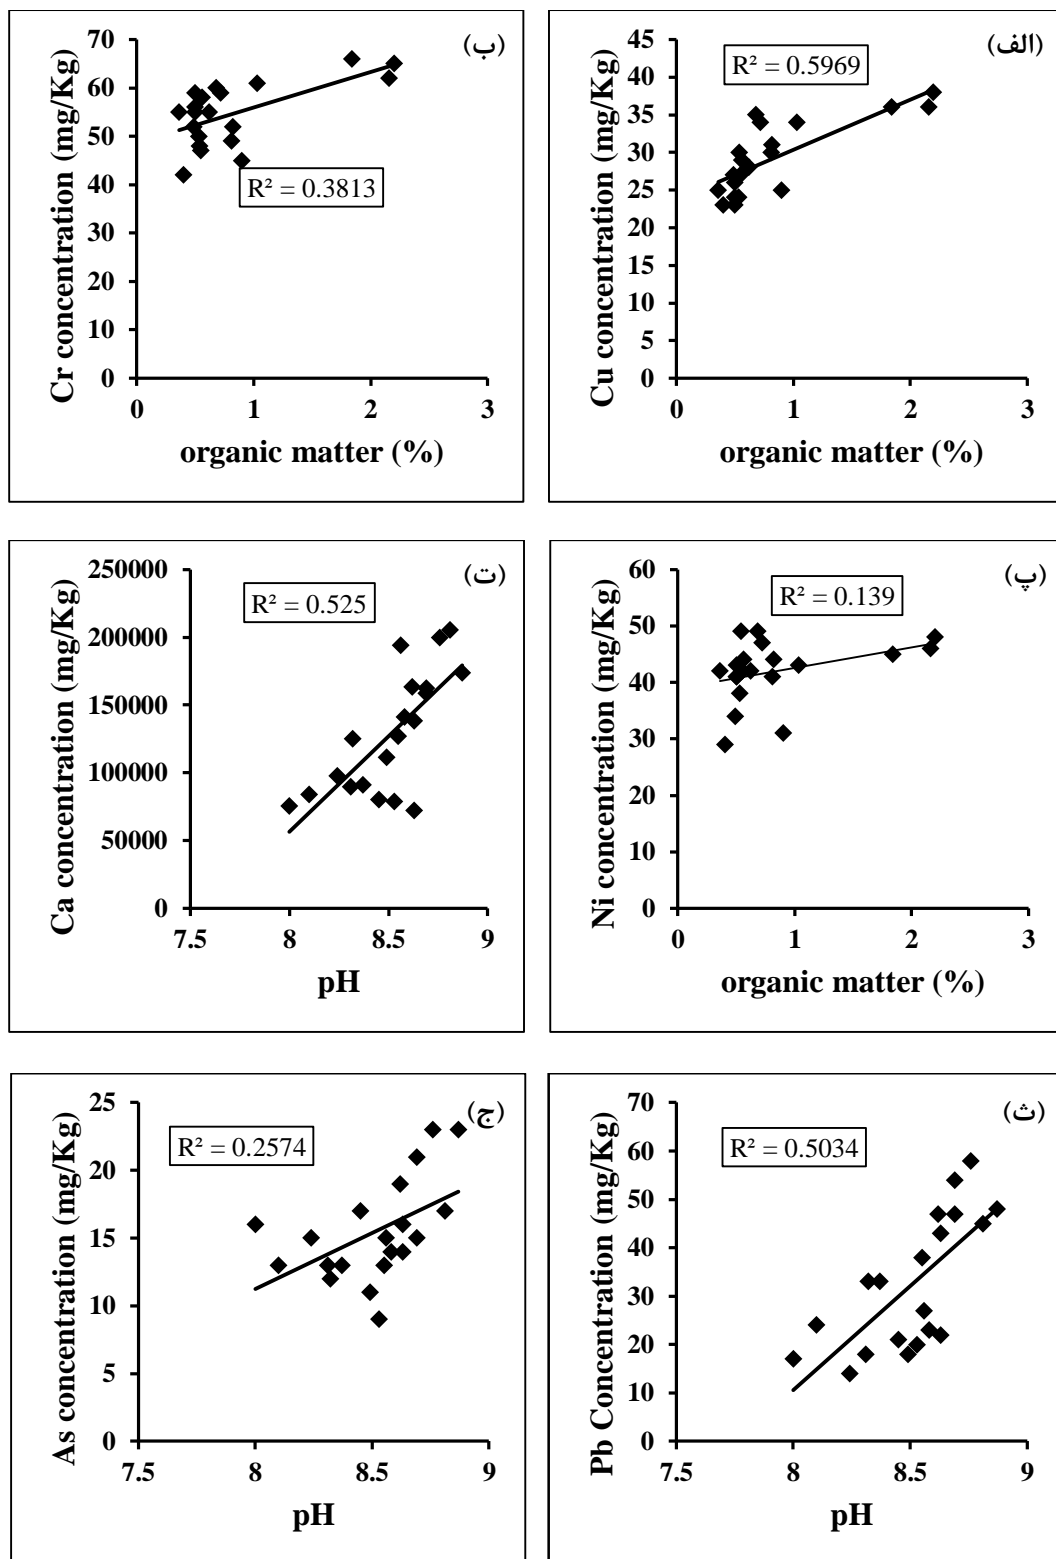 (الف)
R² = 0.5969
Cu concentration (mg/Kg)
45
40
35
30
25
20
15
10
5
0
0 1 2 3
organic matter (%)
(ب)
R² = 0.3813
Cr concentration (mg/Kg)
70
60
50
40
30
20
10
0
0 1 2 3
organic matter (%)
(پ)
R² = 0.139
Ni concentration (mg/Kg)
60
50
40
30
20
10
0
0 1 2 3
organic matter (%)
(ت)
R² = 0.525
Ca concentration (mg/Kg)
250000
200000
150000
100000
50000
0
7.5 8 8.5 9
pH
(ث)
R² = 0.5034
Pb Concentration (mg/Kg)
70
60
50
40
30
20
10
0
7.5 8 8.5 9
pH
(ج)
R² = 0.2574
As concentration (mg/Kg)
25
20
15
10
5
0
7.5 8 8.5 9
pH